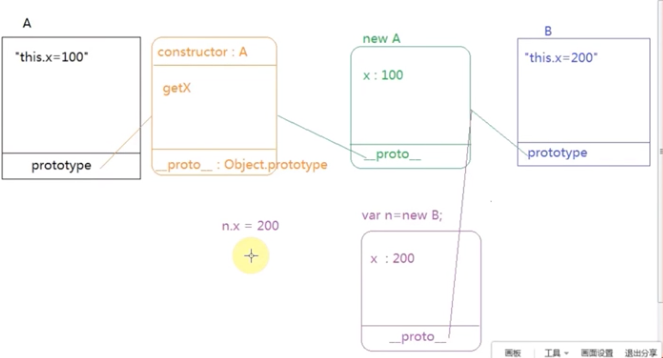 A
"this.x=100"
prototype
constructor : A
getX
__proto__ : Object.prototype
new A
x : 100
__proto__
B
"this.x=200"
prototype
n.x = 200
var n=new B;
x : 200
__proto__
画板
工具
画面设置
退出分享